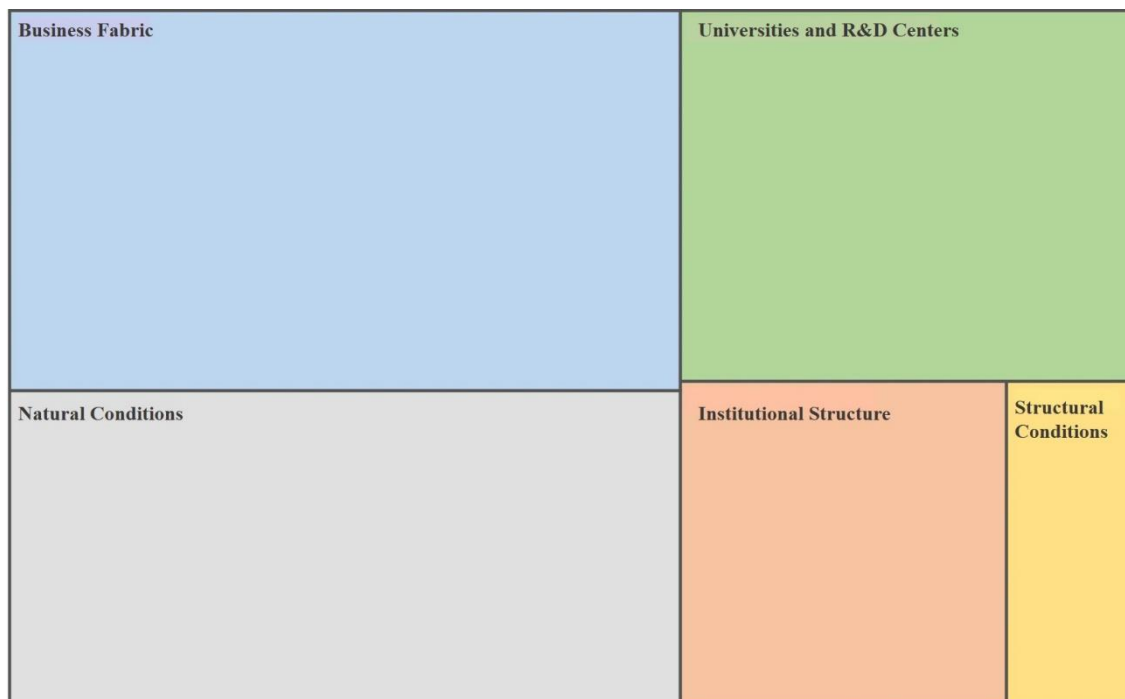 Business Fabric
Universities and R&D Centers
Natural Conditions
Institutional Structure
Structural
Conditions